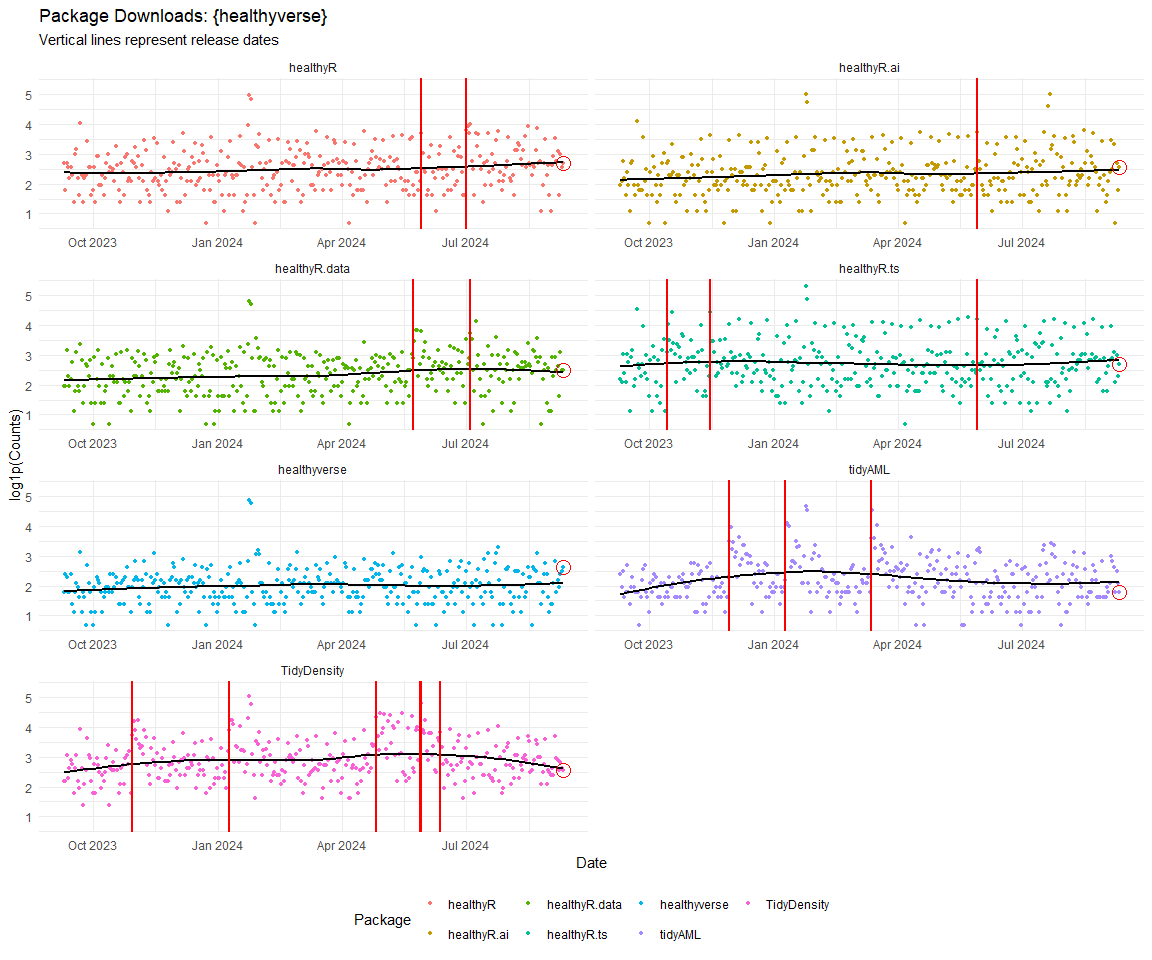 Package Downloads: {healthyverse}
Vertical lines represent release dates
healthyR
healthyR.ai
5
4
3
2
1
Oct 2023 Jan 2024 Apr 2024 Jul 2024
Oct 2023 Jan 2024 Apr 2024 Jul 2024
healthyR.data
healthyR.ts
5
4
3
2
1
Oct 2023 Jan 2024 Apr 2024 Jul 2024
Oct 2023 Jan 2024 Apr 2024 Jul 2024
log1p(Counts)
healthyverse
tidyAML
5
4
3
2
1
Oct 2023 Jan 2024 Apr 2024 Jul 2024
Oct 2023 Jan 2024 Apr 2024 Jul 2024
TidyDensity
5
4
3
2
1
Oct 2023 Jan 2024 Apr 2024 Jul 2024
Date
Package
healthyR healthyR.data healthyverse TidyDensity
healthyR.ai healthyR.ts tidyAML